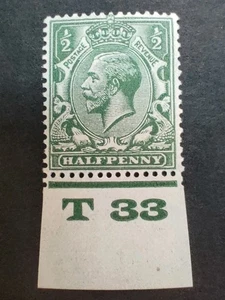 ½ ½
POSTAGE REVENUE
HALFPENNY
T 33